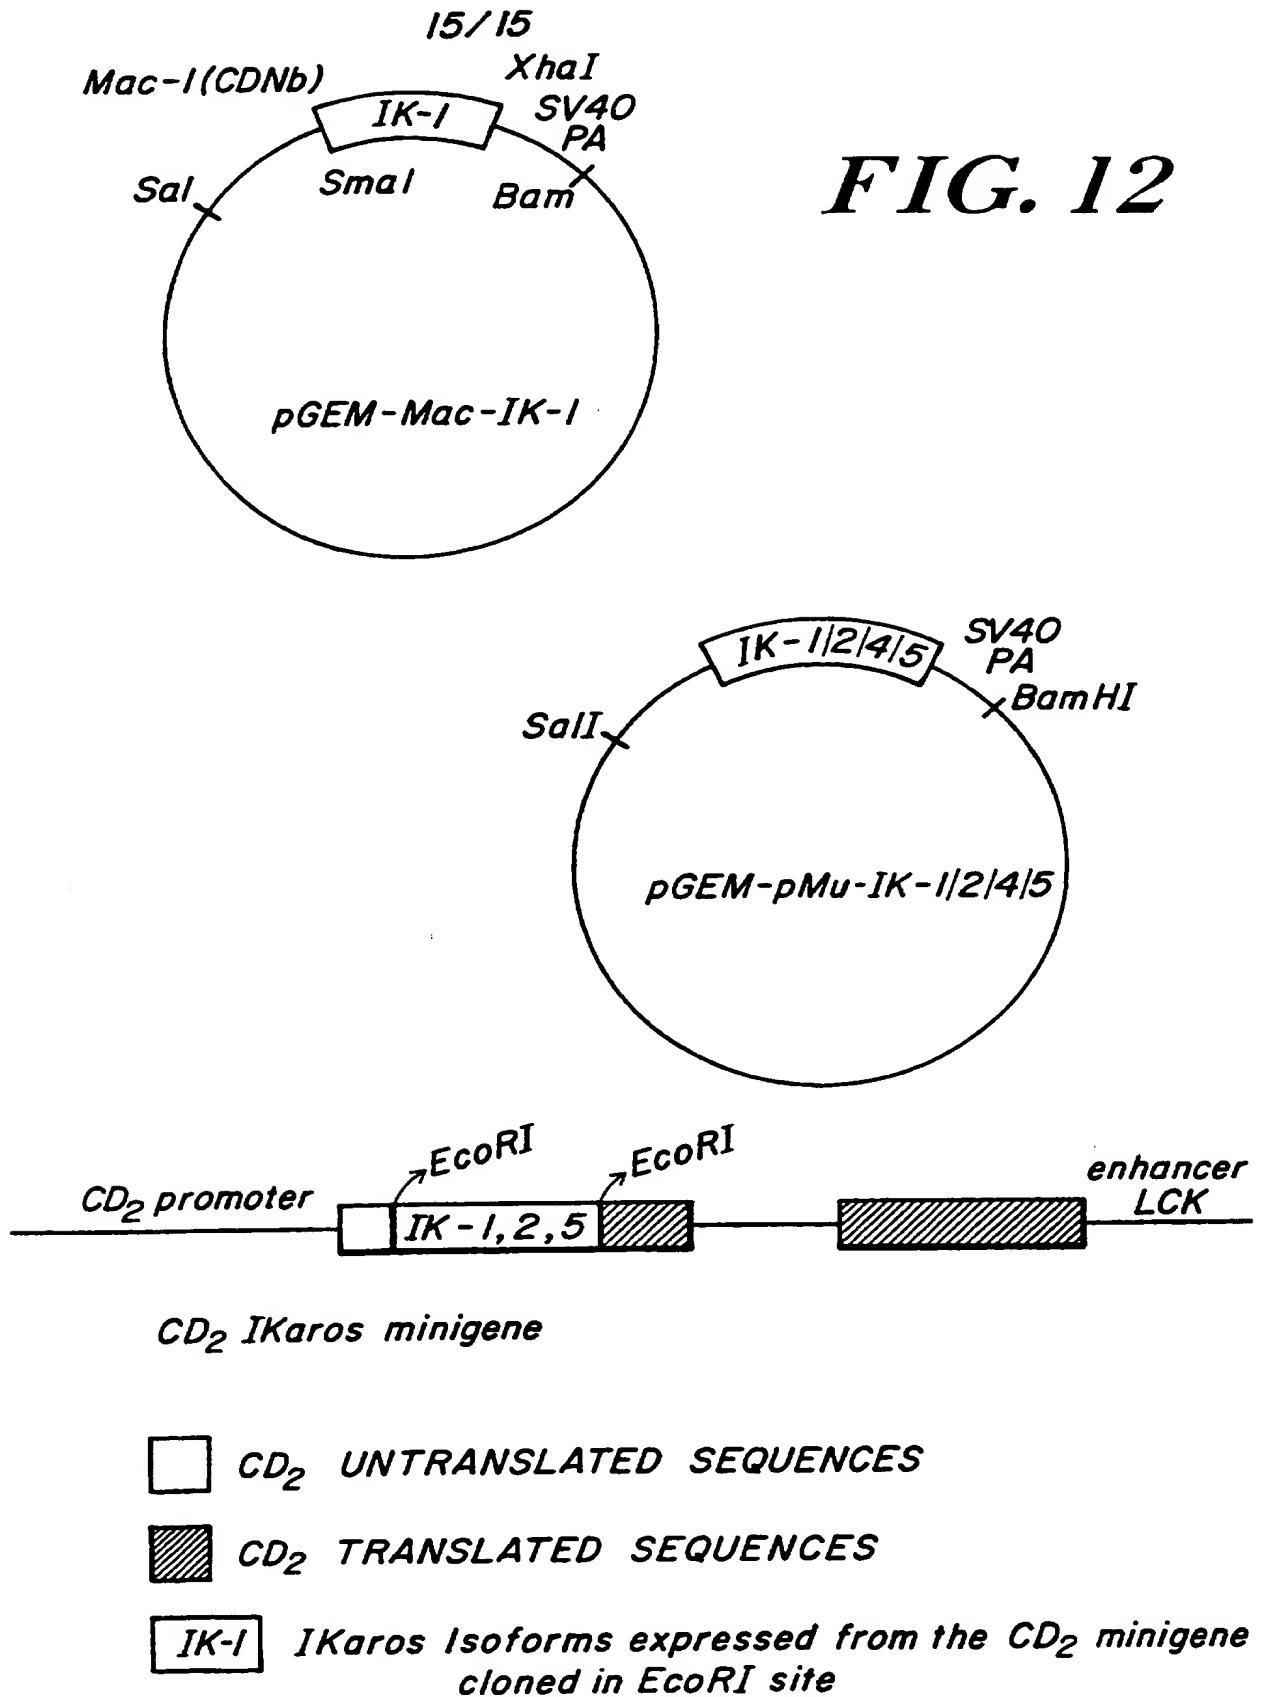 15/15
Mac-1(CDNb)
XhaI
IK-1
SV40
PA
SmaI
Sal
Bam
FIG. 12
pGEM-Mac-IK-1
IK-1/2/4/5
SV40
PA
BamHI
SalI
pGEM-pMu-IK-1/2/4/5
EcoRI
EcoRI
CD2 promoter
enhancer
LCK
IK-1,2,5
CD2 IKaros minigene
CD2 UNTRANSLATED SEQUENCES
CD2 TRANSLATED SEQUENCES
IK-1
IKaros Isoforms expressed from the CD2 minigene
cloned in EcoRI site